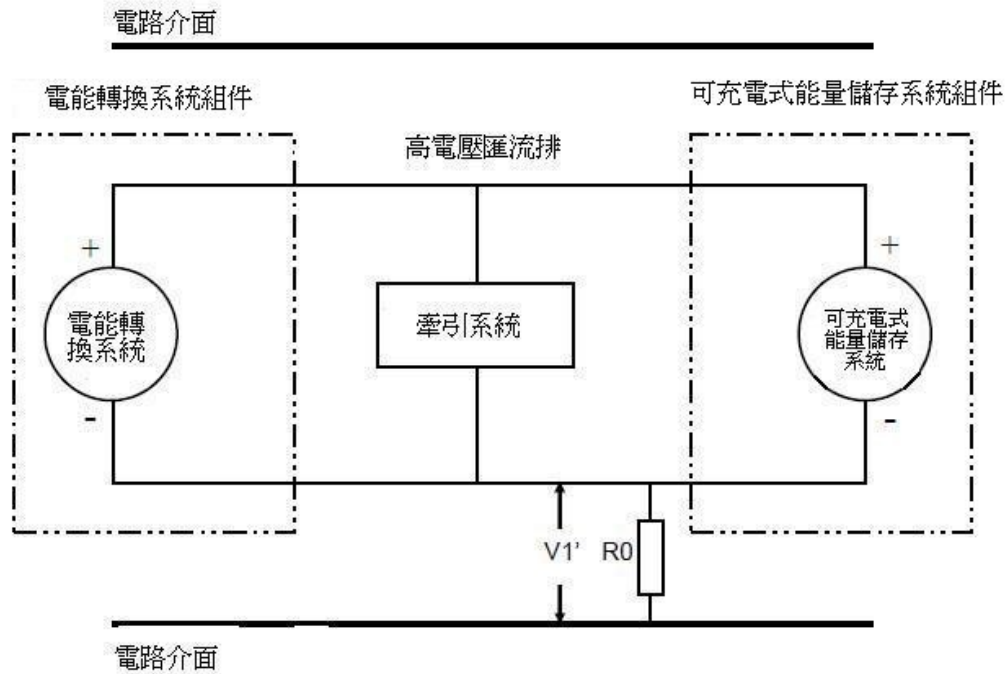 電路介面
電能轉換系統組件
可充電式能量儲存系統組件
高電壓匯流排
+
+
電能轉
換系統
牽引系統
可充電式
能量儲存
系統
-
-
V1’
R0
電路介面